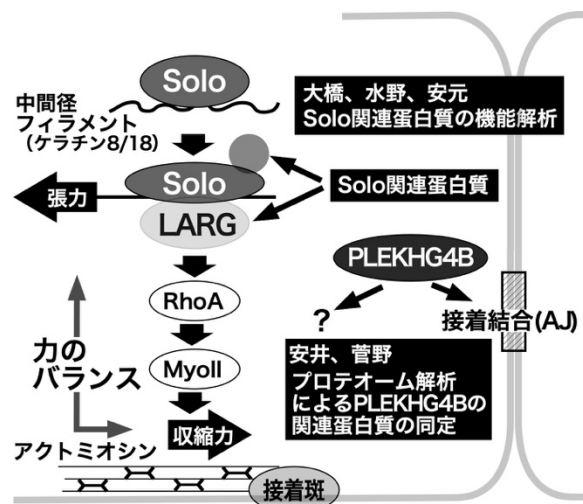 Solo
中間径
フィラメント
（ケラチン8/18）
大橋、水野、安元
Solo関連蛋白質の機能解析
Solo
張力
LARG
Solo関連蛋白質
PLEKHG4B
RhoA
?
接着結合(AJ)
力の
バランス
MyoII
安井、菅野
プロテオーム解析
によるPLEKHG4Bの
関連蛋白質の同定
収縮力
アクトミオシン
接着斑